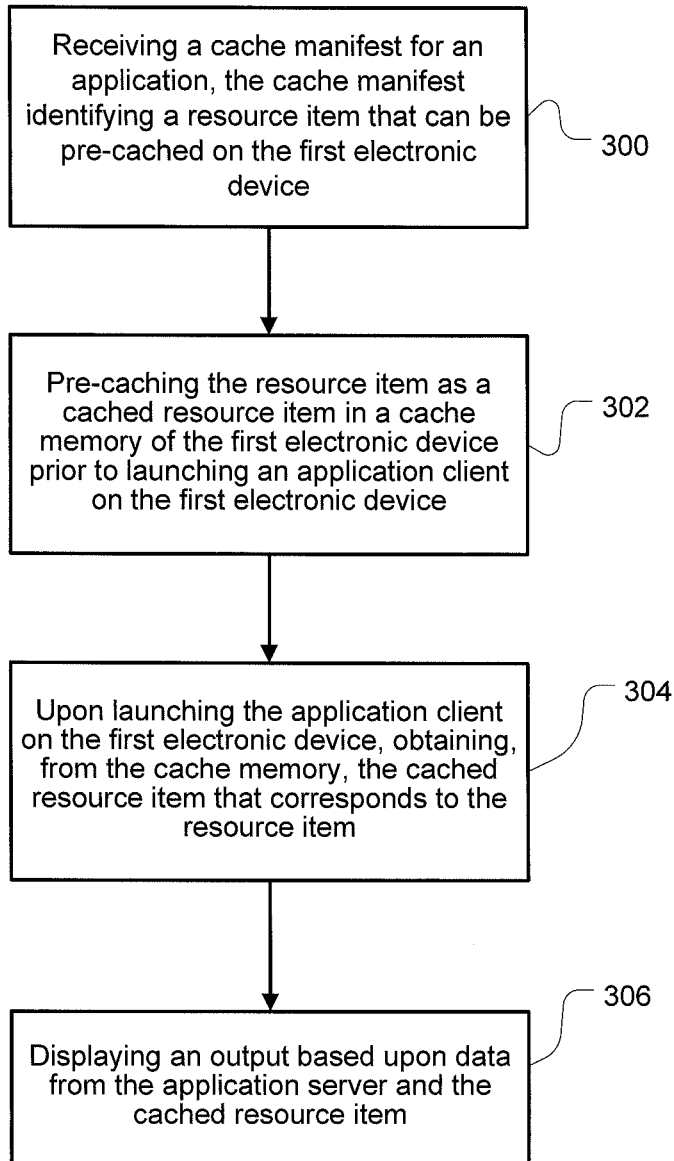 Receiving a cache manifest for an
application, the cache manifest
identifying a resource item that can be
pre-cached on the first electronic
device
300
Pre-caching the resource item as a
cached resource item in a cache
memory of the first electronic device
prior to launching an application client
on the first electronic device
302
Upon launching the application client
on the first electronic device, obtaining,
from the cache memory, the cached
resource item that corresponds to the
resource item
304
Displaying an output based upon data
from the application server and the
cached resource item
306